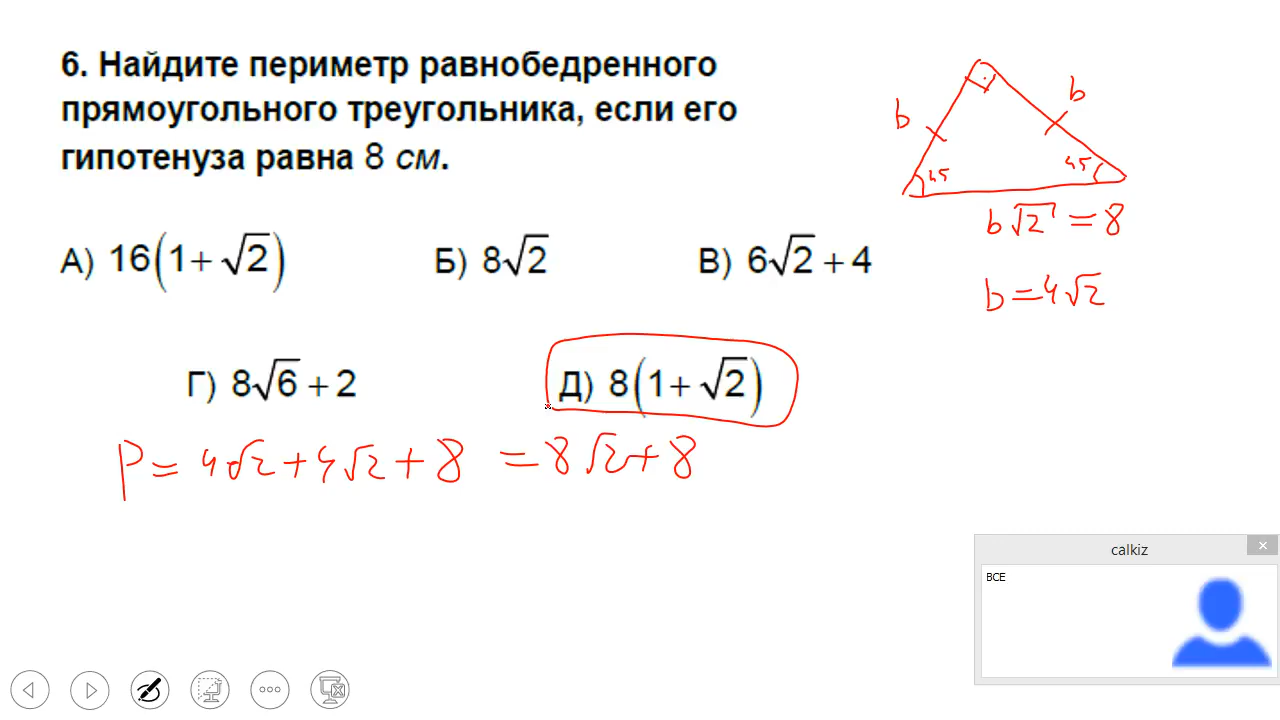 6. Найдите периметр равнобедренного
прямоугольного треугольника, если его
гипотенуза равна 8 см.
b
b
45
45
b√2 = 8
b = 4√2
А) 16(1+√2)
Б) 8√2
В) 6√2 + 4
Г) 8√6 + 2
Д) 8(1+√2)
P = 4√2 + 4√2 + 8 = 8√2 + 8
calkiz
ВСЕ